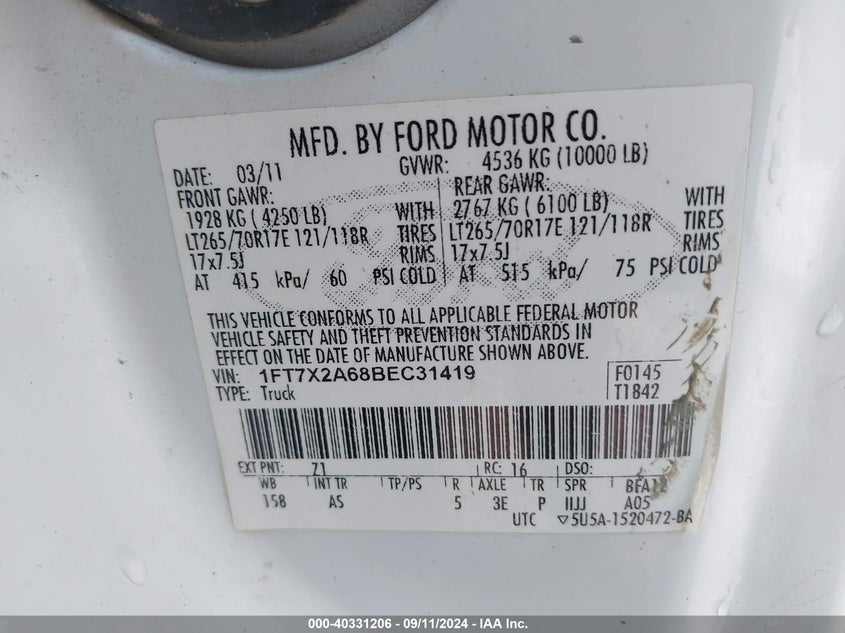 MFD. BY FORD MOTOR CO.
DATE: 03/11 GVWR: 4536 KG (10000 LB)
FRONT GAWR: REAR GAWR:
1928 KG ( 4250 LB) WITH 2767 KG ( 6100 LB) WITH
LT265/70R17E 121/118R TIRES LT265/70R17E 121/118R TIRES
17x7.5J RIMS 17x7.5J RIMS
AT 415 kPa/ 60 PSI COLD AT 515 kPa/ 75 PSI COLD
THIS VEHICLE CONFORMS TO ALL APPLICABLE FEDERAL MOTOR
VEHICLE SAFETY AND THEFT PREVENTION STANDARDS IN
EFFECT ON THE DATE OF MANUFACTURE SHOWN ABOVE.
VIN: 1FT7X2A68BEC31419 F0145
TYPE: Truck T1842
EXT PNT: Z1 RC: 16 DSO:
WB INT TR TP/PS R AXLE TR SPR BFA12
158 AS 5 3E P IIJJ A05
UTC ▽5U5A-1520472-BA
000-40331206 - 09/11/2024 - IAA Inc.